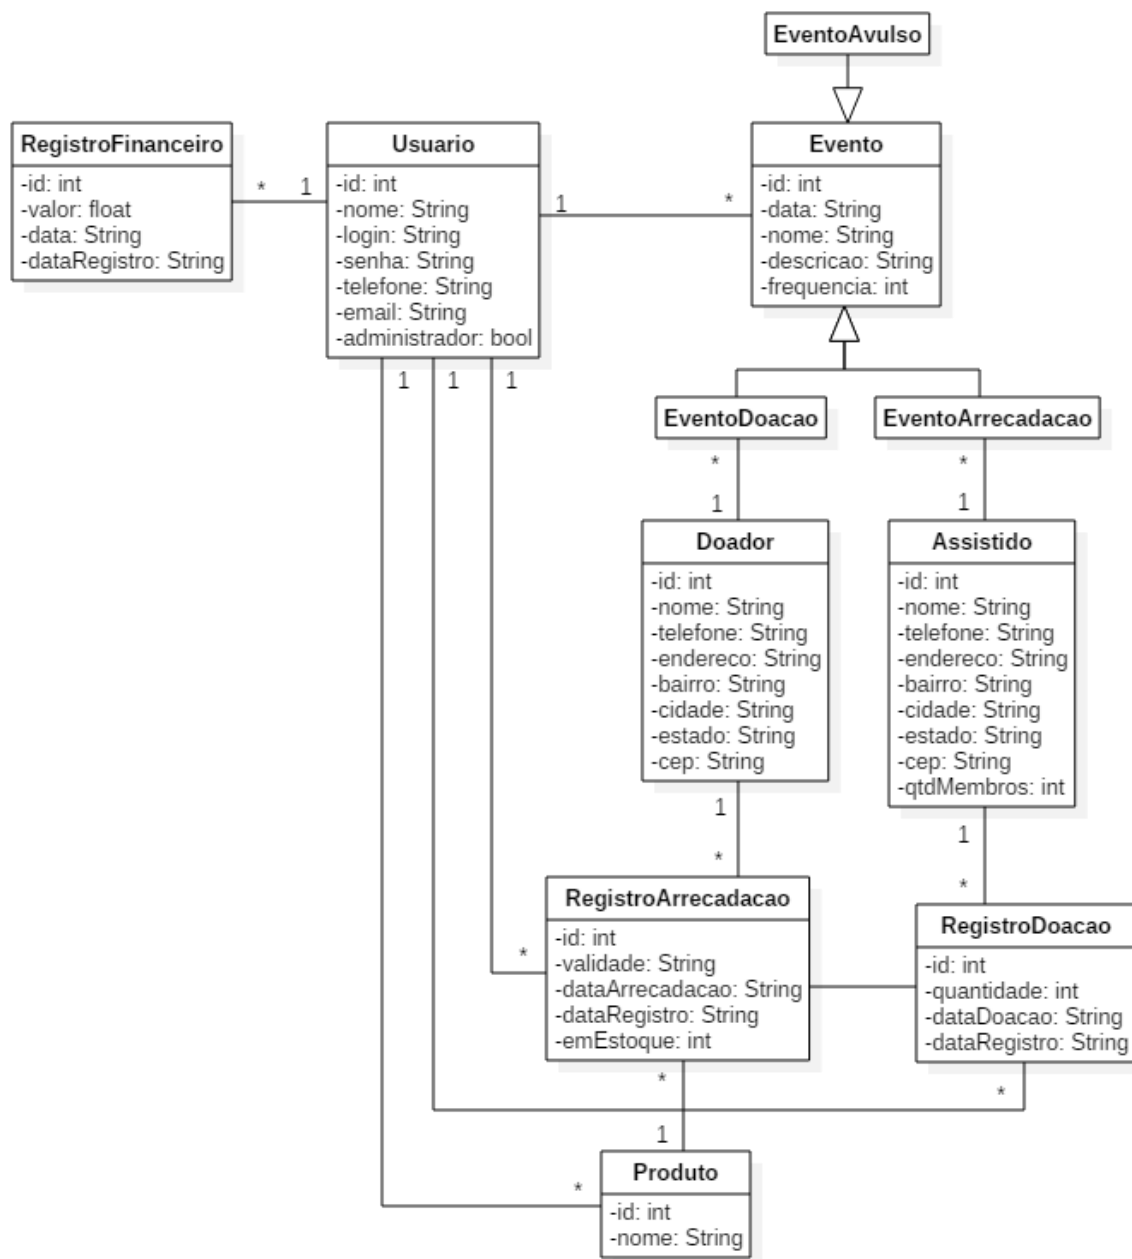 EventoAvulso
RegistroFinanceiro
-id: int
-valor: float
-data: String
-dataRegistro: String
* 1
Usuario
-id: int
-nome: String
-login: String
-senha: String
-telefone: String
-email: String
-administrador: bool
1 *
Evento
-id: int
-data: String
-nome: String
-descricao: String
-frequencia: int
1 1 1
EventoDoacao
EventoArrecadacao
* *
1 1
Doador
-id: int
-nome: String
-telefone: String
-endereco: String
-bairro: String
-cidade: String
-estado: String
-cep: String
Assistido
-id: int
-nome: String
-telefone: String
-endereco: String
-bairro: String
-cidade: String
-estado: String
-cep: String
-qtdMembros: int
1 1
* *
RegistroArrecadacao
-id: int
-validade: String
-dataArrecadacao: String
-dataRegistro: String
-emEstoque: int
*
RegistroDoacao
-id: int
-quantidade: int
-dataDoacao: String
-dataRegistro: String
* *
1
Produto
-id: int
-nome: String
*